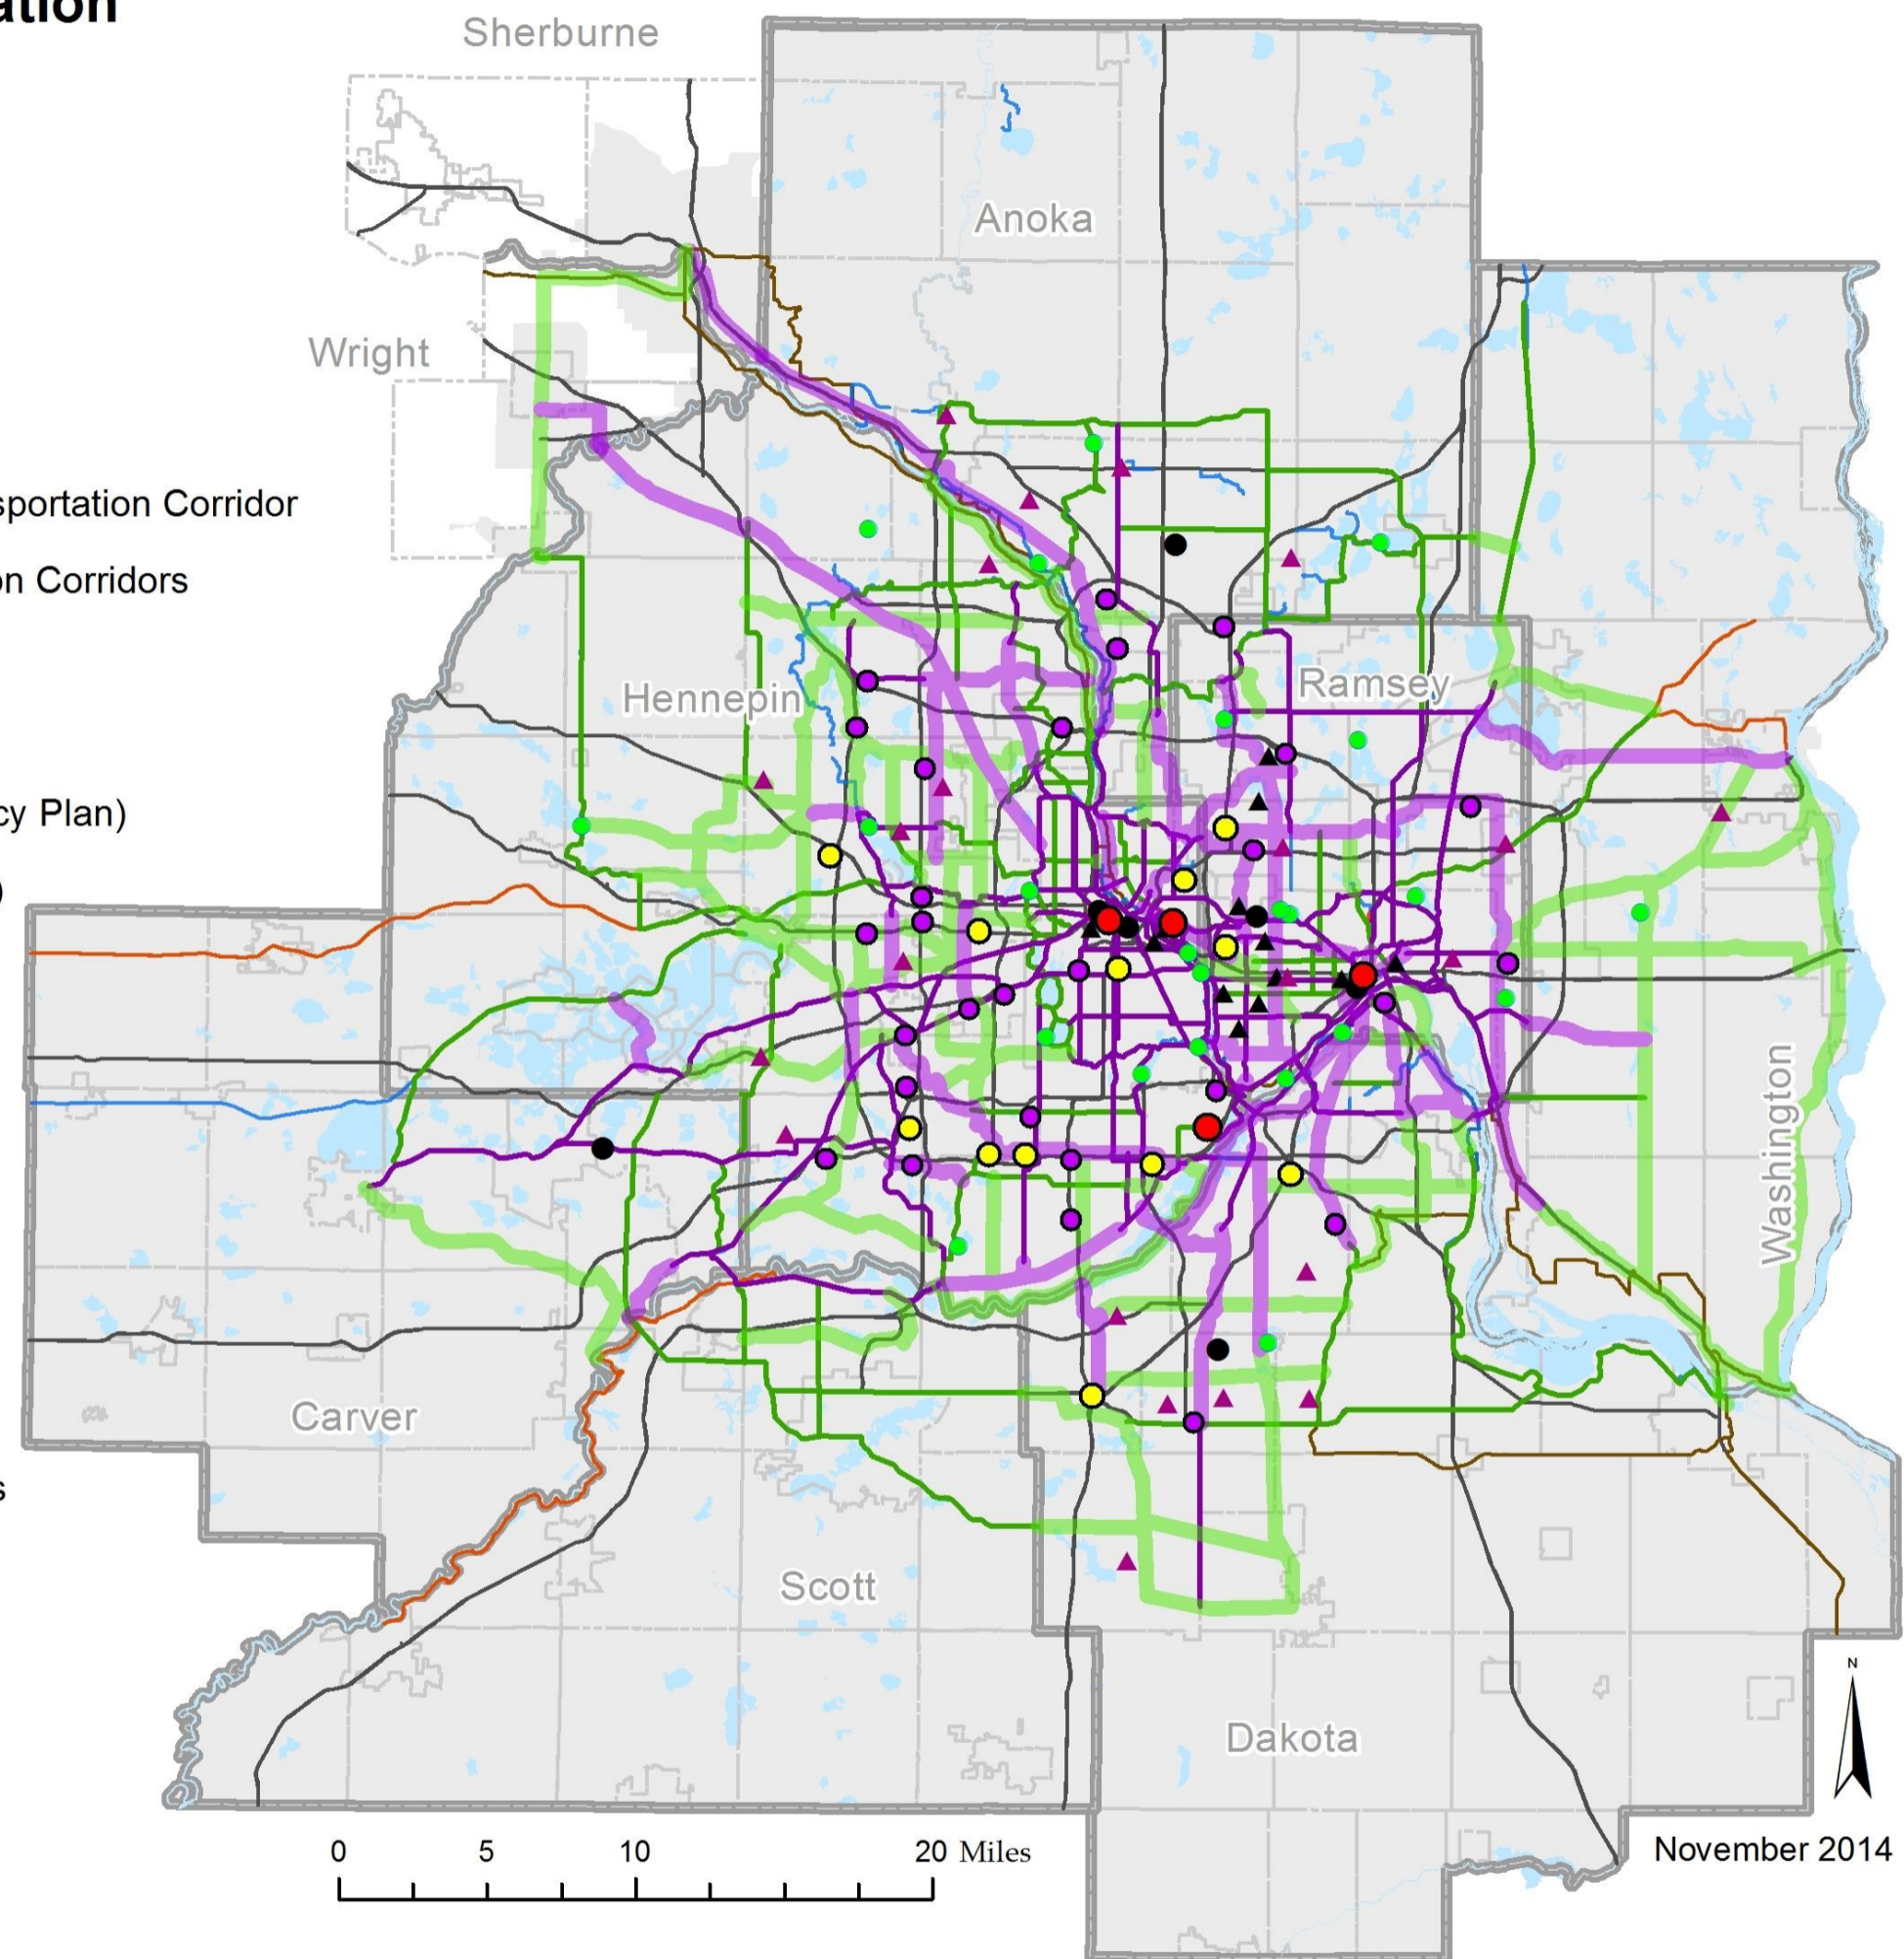 Sherburne
Anoka
Wright
sportation Corridor
on Corridors
Hennepin
Ramsey
cy Plan)
)
Washington
Carver
s
Scott
Dakota
N
0 5 10 20 Miles
November 2014